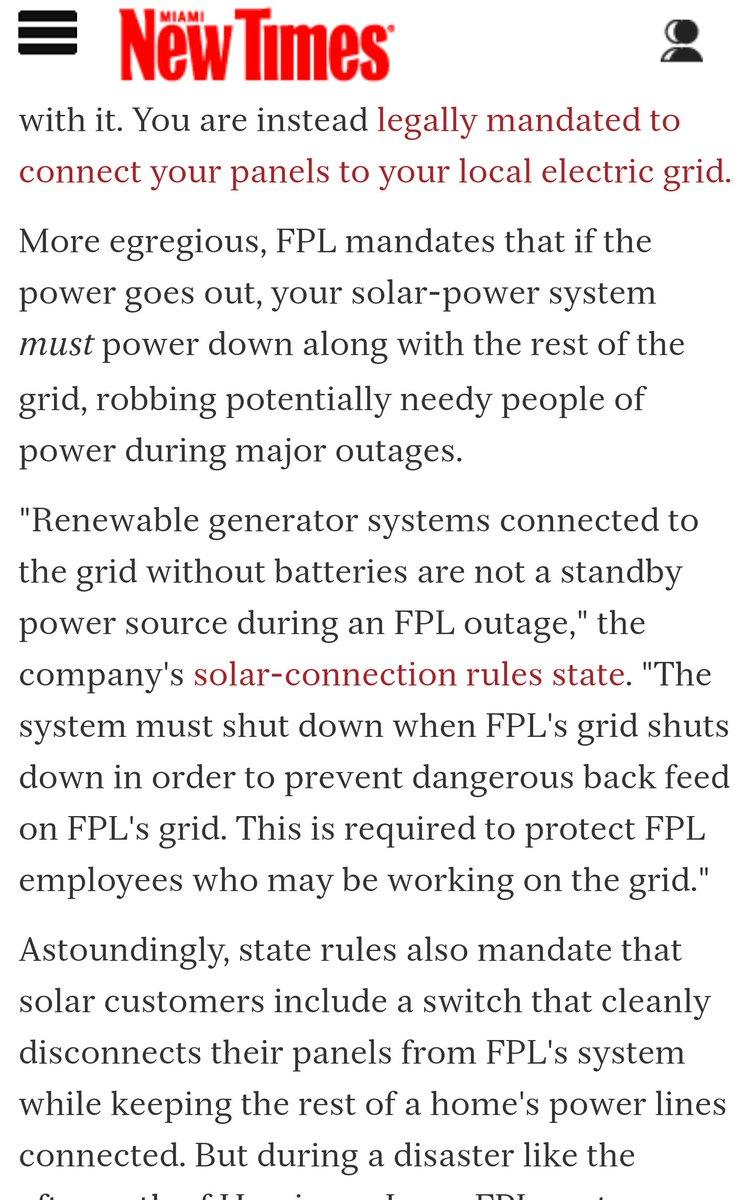 MIAMI
New Times
with it. You are instead legally mandated to
connect your panels to your local electric grid.
More egregious, FPL mandates that if the
power goes out, your solar-power system
must power down along with the rest of the
grid, robbing potentially needy people of
power during major outages.
"Renewable generator systems connected to
the grid without batteries are not a standby
power source during an FPL outage," the
company's solar-connection rules state. "The
system must shut down when FPL's grid shuts
down in order to prevent dangerous back feed
on FPL's grid. This is required to protect FPL
employees who may be working on the grid."
Astoundingly, state rules also mandate that
solar customers include a switch that cleanly
disconnects their panels from FPL's system
while keeping the rest of a home's power lines
connected. But during a disaster like the